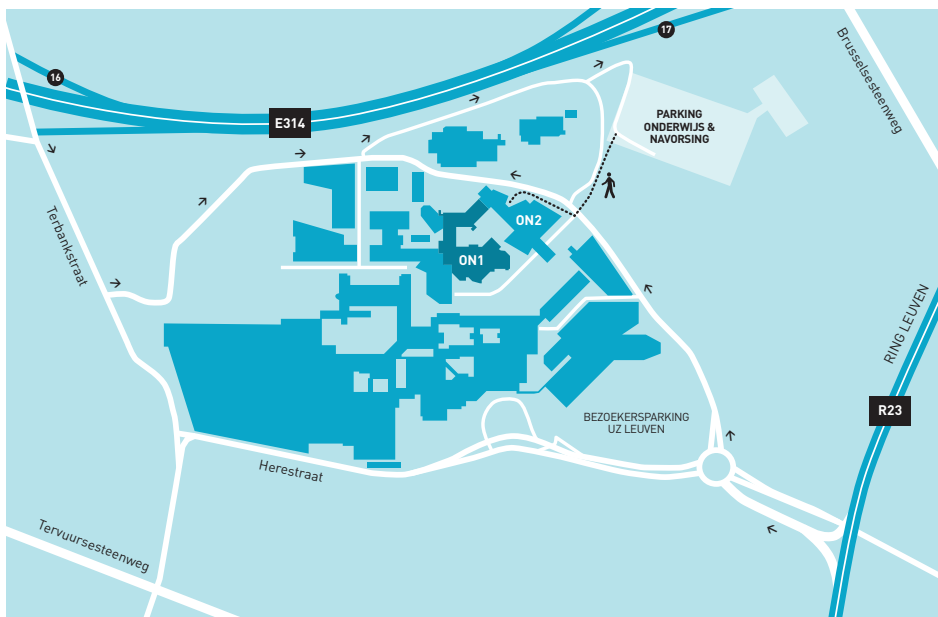 17
Brusselsesteenweg
16
E314
PARKING
ONDERWIJS &
NAVORSING
Terbankstraat
ON2
ON1
RING LEUVEN
R23
BEZOEKERSPARKING
UZ LEUVEN
Herestraat
Tervuursesteenweg